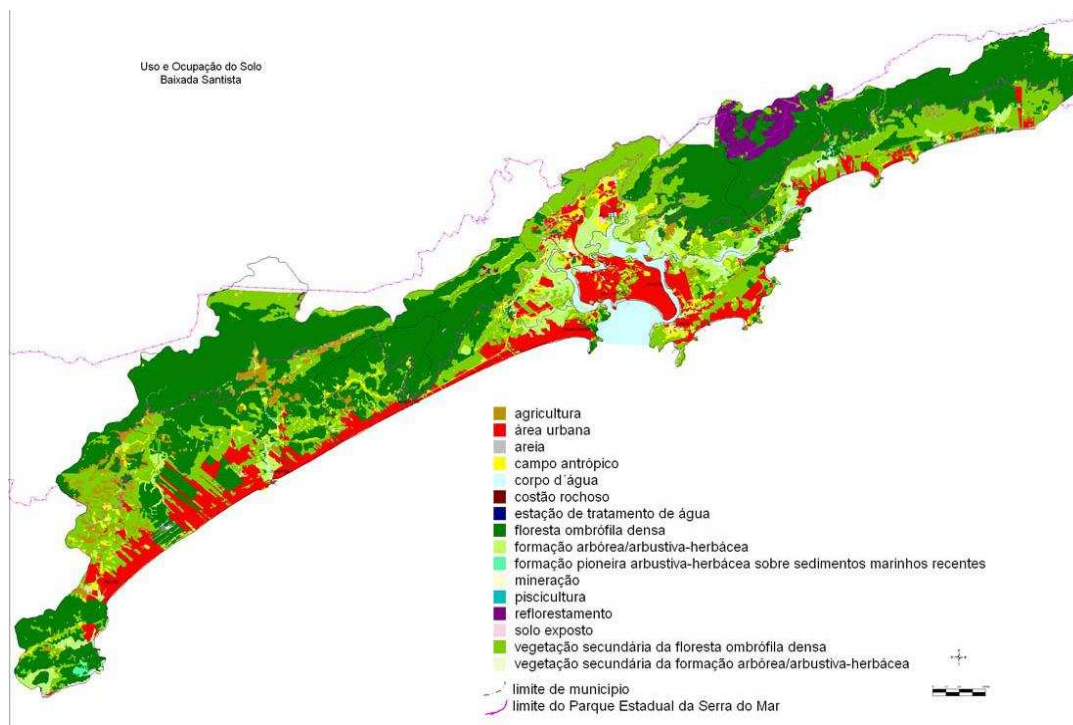 Uso e Ocupação do Solo
Baixada Santista
agricultura
área urbana
areia
campo antrópico
corpo d´água
costão rochoso
estação de tratamento de água
floresta ombrófila densa
formação arbórea/arbustiva-herbácea
formação pioneira arbustiva-herbácea sobre sedimentos marinhos recentes
mineração
piscicultura
reflorestamento
solo exposto
vegetação secundária da floresta ombrófila densa
vegetação secundária da formação arbórea/arbustiva-herbácea
limite de município
limite do Parque Estadual da Serra do Mar